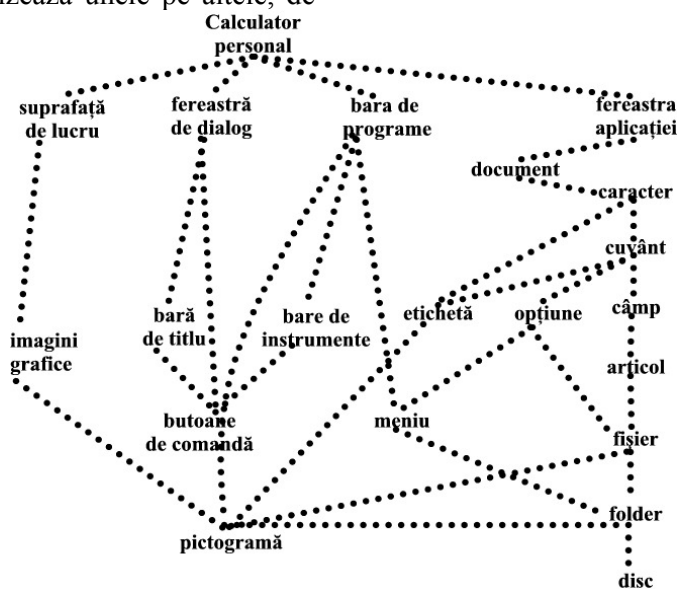 Calculator
personal
suprafață
de lucru
fereastră
de dialog
bara de
programe
fereastra
aplicației
document
caracter
cuvânt
bară
de titlu
bare de
instrumente
etichetă
opțiune
câmp
imagini
grafice
articol
butoane
de comandă
meniu
fișier
folder
pictogramă
disc